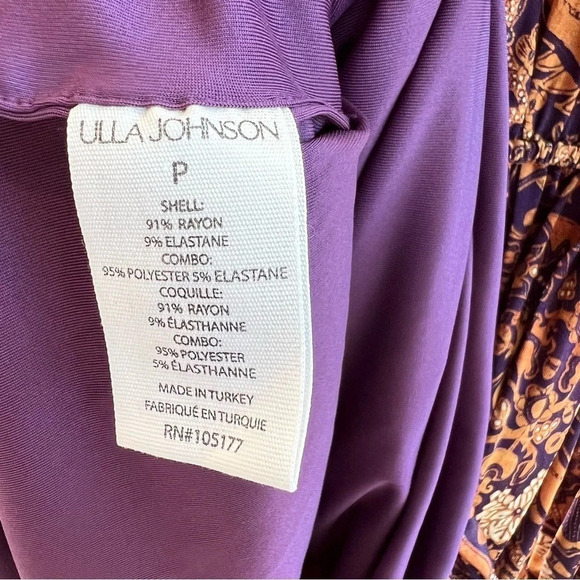 ULLA JOHNSON
P
SHELL:
91% RAYON
9% ELASTANE
COMBO:
95% POLYESTER 5% ELASTANE
COQUILLE:
91% RAYON
9% ÉLASTHANNE
COMBO:
95% POLYESTER
5% ÉLASTHANNE
MADE IN TURKEY
FABRIQUÉ EN TURQUIE
RN#105177